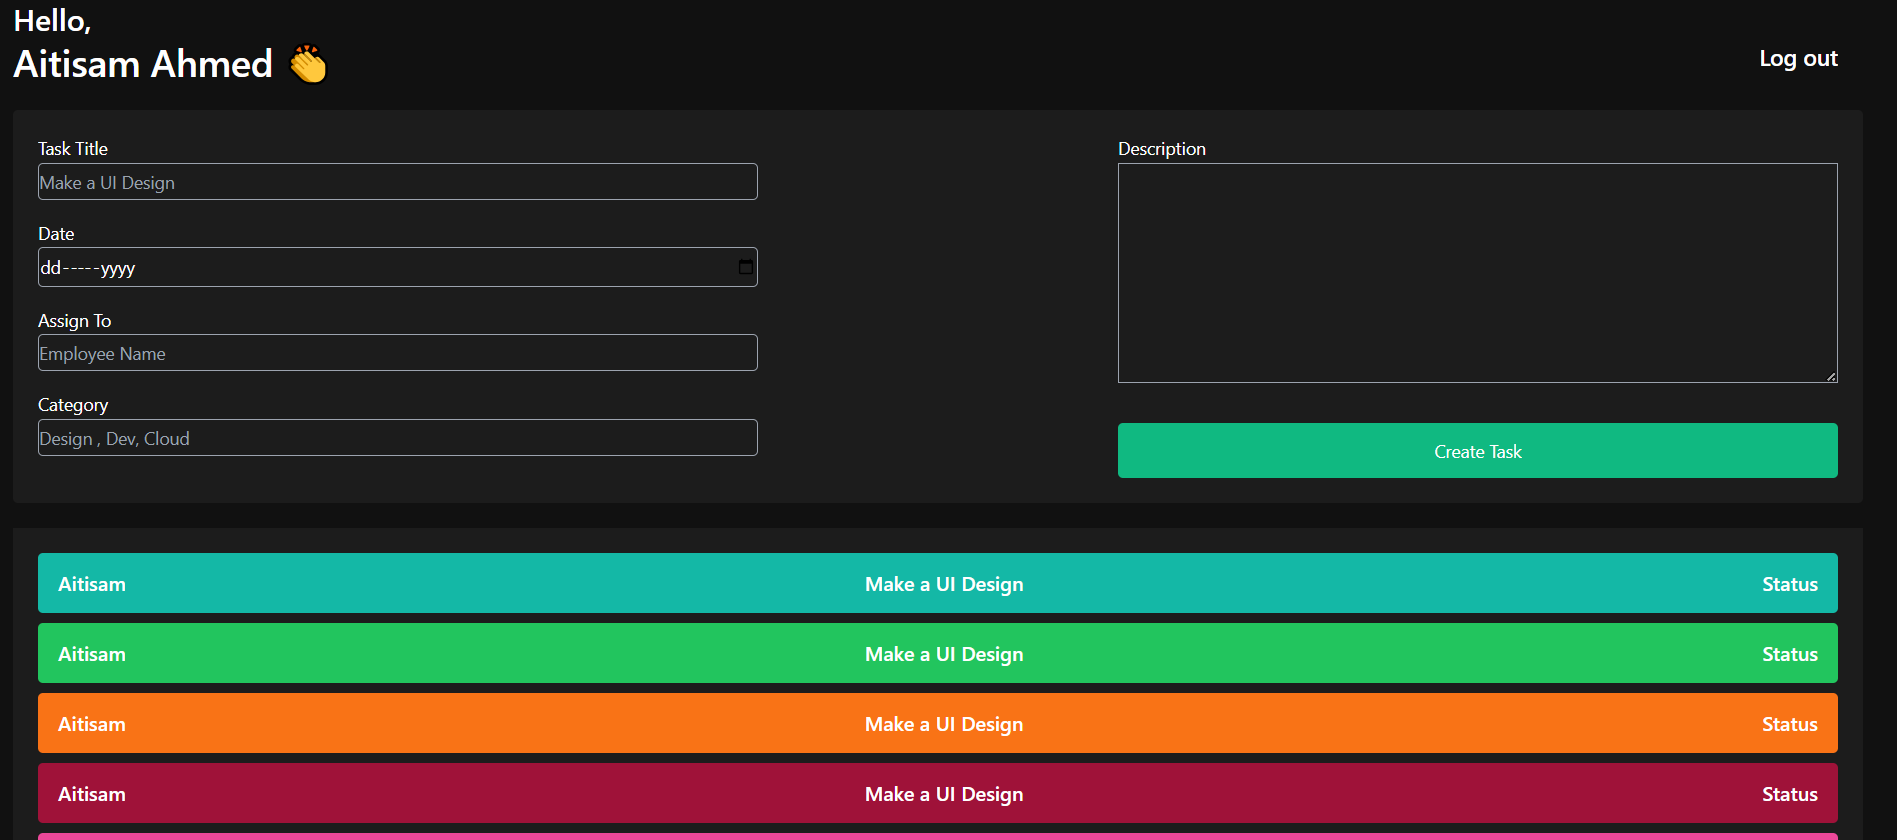 Hello,
Aitisam Ahmed 👏
Log out
Task Title
Make a UI Design
Date
dd-----yyyy
Assign To
Employee Name
Category
Design , Dev, Cloud
Description
Create Task
Aitisam Make a UI Design Status
Aitisam Make a UI Design Status
Aitisam Make a UI Design Status
Aitisam Make a UI Design Status